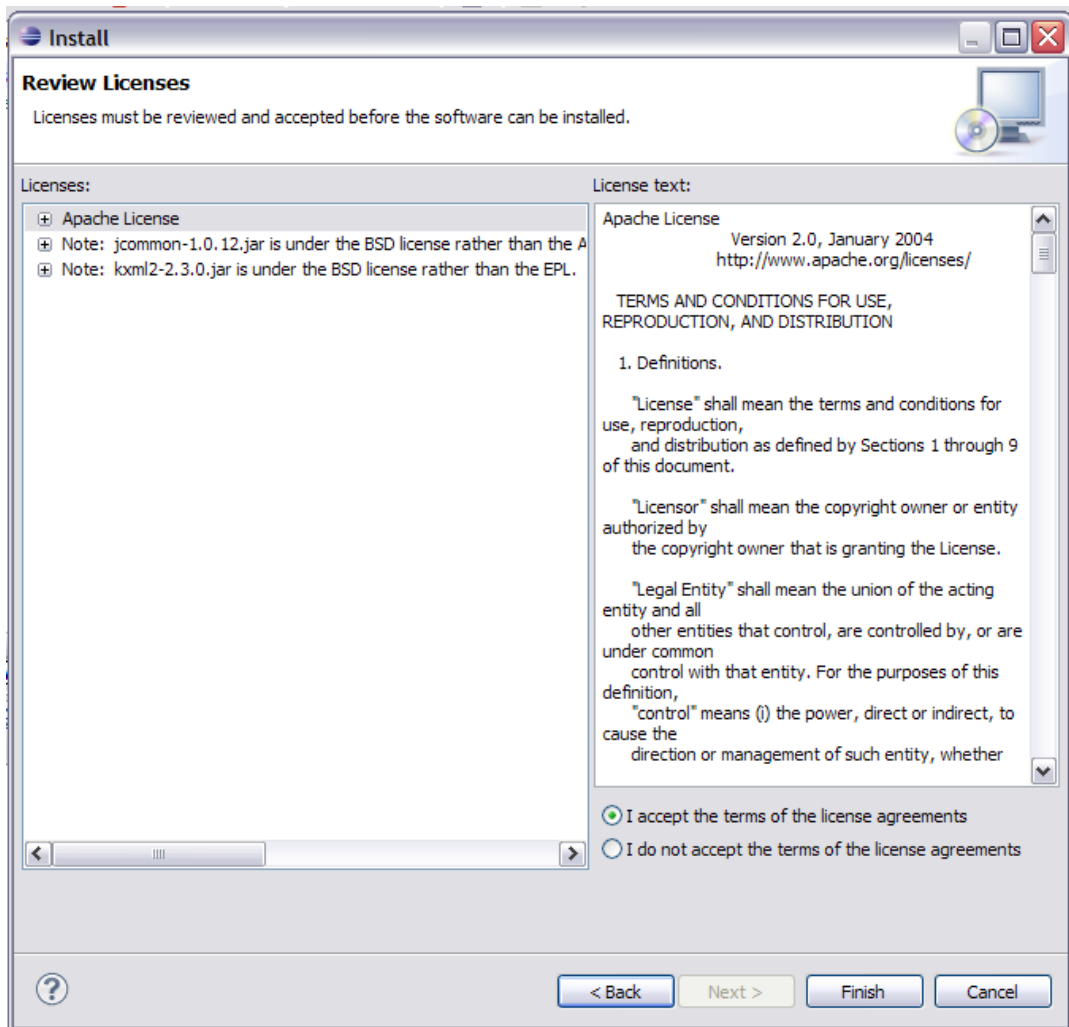 Install
Review Licenses
Licenses must be reviewed and accepted before the software can be installed.
Licenses:
Apache License
Note: jcommon-1.0.12.jar is under the BSD license rather than the A
Note: kxml2-2.3.0.jar is under the BSD license rather than the EPL.
License text:
Apache License
Version 2.0, January 2004
http://www.apache.org/licenses/
TERMS AND CONDITIONS FOR USE,
REPRODUCTION, AND DISTRIBUTION
1. Definitions.
"License" shall mean the terms and conditions for
use, reproduction,
and distribution as defined by Sections 1 through 9
of this document.
"Licensor" shall mean the copyright owner or entity
authorized by
the copyright owner that is granting the License.
"Legal Entity" shall mean the union of the acting
entity and all
other entities that control, are controlled by, or are
under common
control with that entity. For the purposes of this
definition,
"control" means (i) the power, direct or indirect, to
cause the
direction or management of such entity, whether
I accept the terms of the license agreements
I do not accept the terms of the license agreements
< Back
Next >
Finish
Cancel